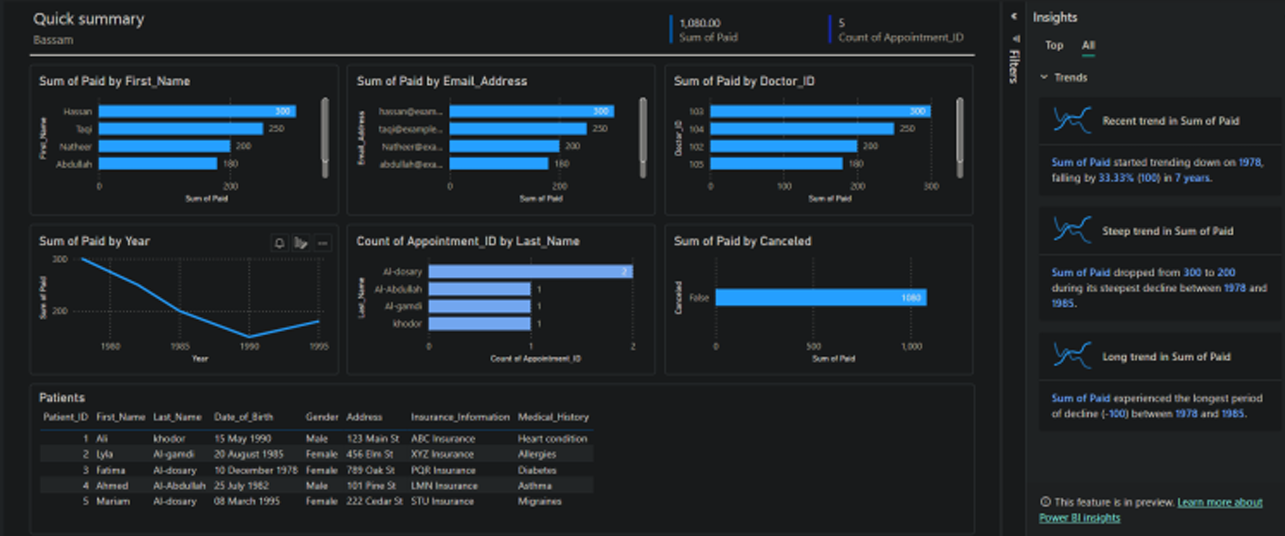 Quick summary
Bassam
1,080.00
Sum of Paid
5
Count of Appointment_ID
Sum of Paid by First_Name
First_Name
Hassan 300
Taqi 250
Natheer 200
Abdullah 180
0 200
Sum of Paid
Sum of Paid by Email_Address
Email_Address
hassan@exam... 300
taqi@example... 250
Natheer@exa... 200
abdullah@exa... 180
0 200
Sum of Paid
Sum of Paid by Doctor_ID
Doctor_ID
103 300
104 250
102 200
105 180
0 100 200 300
Sum of Paid
Sum of Paid by Year
Sum of Paid
300
200
1980 1985 1990 1995
Year
Count of Appointment_ID by Last_Name
Last_Name
Al-dosary 2
Al-Abdullah 1
Al-gamdi 1
khodor 1
0 1 2
Count of Appointment_ID
Sum of Paid by Canceled
Canceled
False 1080
0 500 1,000
Sum of Paid
Patients
Patient_ID First_Name Last_Name Date_of_Birth Gender Address Insurance_Information Medical_History
1 Ali khodor 15 May 1990 Male 123 Main St ABC Insurance Heart condition
2 Lyla Al-gamdi 20 August 1985 Female 456 Elm St XYZ Insurance Allergies
3 Fatima Al-dosary 10 December 1978 Female 789 Oak St PQR Insurance Diabetes
4 Ahmed Al-Abdullah 25 July 1982 Male 101 Pine St LMN Insurance Asthma
5 Mariam Al-dosary 08 March 1995 Female 222 Cedar St STU Insurance Migraines
Filters
Insights
Top All
Trends
Recent trend in Sum of Paid
Sum of Paid started trending down on 1978,
falling by 33.33% (100) in 7 years.
Steep trend in Sum of Paid
Sum of Paid dropped from 300 to 200
during its steepest decline between 1978 and
1985.
Long trend in Sum of Paid
Sum of Paid experienced the longest period
of decline (-100) between 1978 and 1985.
This feature is in preview. Learn more about
Power BI insights